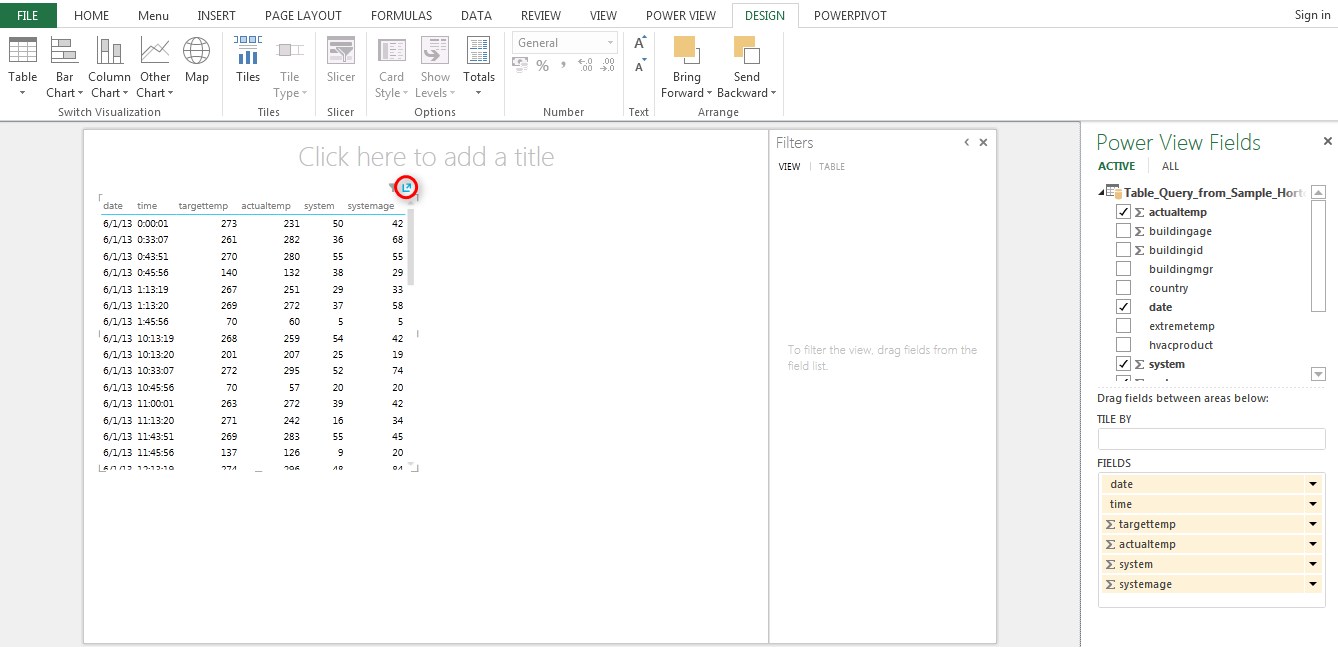 FILE HOME Menu INSERT PAGE LAYOUT FORMULAS DATA REVIEW VIEW POWER VIEW DESIGN POWERPIVOT Sign in
Table Bar Chart Column Chart Other Chart Map
Switch Visualization
Tiles Tile Type
Tiles
Slicer
Slicer
Card Style Show Levels Totals
Options
General
% , .00 .00
Number
A A
Text
Bring Forward Send Backward
Arrange
Click here to add a title
date time targettemp actualtemp system systemage
6/1/13 0:00:01 273 231 50 42
6/1/13 0:33:07 261 282 36 68
6/1/13 0:43:51 270 280 55 55
6/1/13 0:45:56 140 132 38 29
6/1/13 1:13:19 267 251 29 33
6/1/13 1:13:20 269 272 37 58
6/1/13 1:45:56 70 60 5 5
6/1/13 10:13:19 268 259 54 42
6/1/13 10:13:20 201 207 25 19
6/1/13 10:33:07 272 295 52 74
6/1/13 10:45:56 70 57 20 20
6/1/13 11:00:01 263 272 39 42
6/1/13 11:13:20 271 242 16 34
6/1/13 11:43:51 269 283 55 45
6/1/13 11:45:56 137 126 9 20
6/1/13 12:13:19 274 296 48 84
Filters
VIEW TABLE
To filter the view, drag fields from the
field list.
Power View Fields
ACTIVE ALL
Table_Query_from_Sample_Horto
Σ actualtemp
Σ buildingage
Σ buildingid
buildingmgr
country
date
extremetemp
hvacproduct
Σ system
Drag fields between areas below:
TILE BY
FIELDS
date
time
Σ targettemp
Σ actualtemp
Σ system
Σ systemage